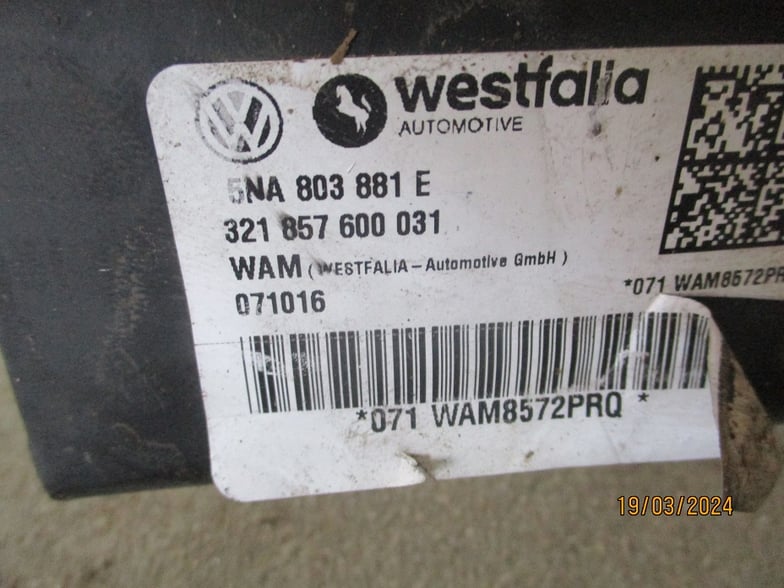 westfalia
AUTOMOTIVE
5NA 803 881 E
321 857 600 031
WAM (WESTFALIA-Automotive GmbH)
071016
*071 WAM8572PR
*071 WAM8572PRQ *
19/03/2024